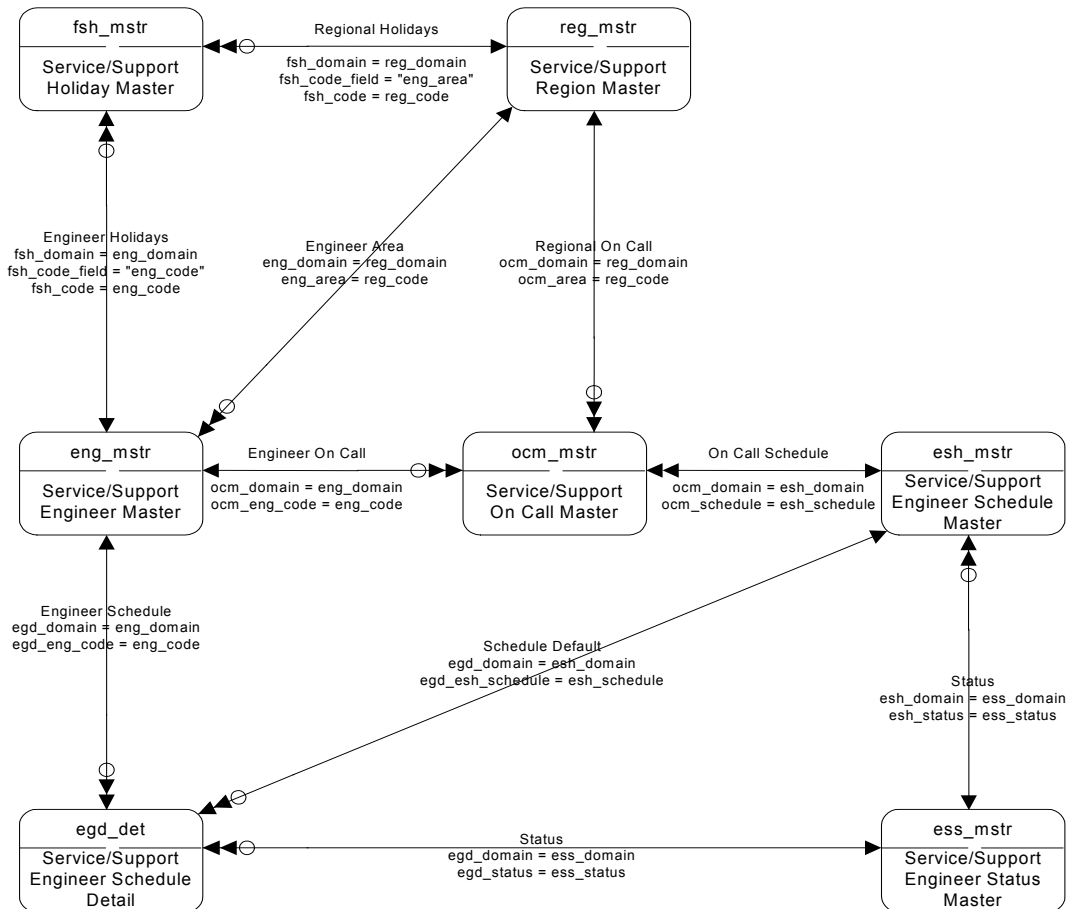 fsh_mstr
Service/Support
Holiday Master
Regional Holidays
fsh_domain = reg_domain
fsh_code_field = "eng_area"
fsh_code = reg_code
reg_mstr
Service/Support
Region Master
Engineer Holidays
fsh_domain = eng_domain
fsh_code_field = "eng_code"
fsh_code = eng_code
Engineer Area
eng_domain = reg_domain
eng_area = reg_code
Regional On Call
ocm_domain = reg_domain
ocm_area = reg_code
eng_mstr
Service/Support
Engineer Master
Engineer On Call
ocm_domain = eng_domain
ocm_eng_code = eng_code
ocm_mstr
Service/Support
On Call Master
On Call Schedule
ocm_domain = esh_domain
ocm_schedule = esh_schedule
esh_mstr
Service/Support
Engineer Schedule
Master
Engineer Schedule
egd_domain = eng_domain
egd_eng_code = eng_code
Schedule Default
egd_domain = esh_domain
egd_esh_schedule = esh_schedule
Status
esh_domain = ess_domain
esh_status = ess_status
egd_det
Service/Support
Engineer Schedule
Detail
Status
egd_domain = ess_domain
egd_status = ess_status
ess_mstr
Service/Support
Engineer Status
Master